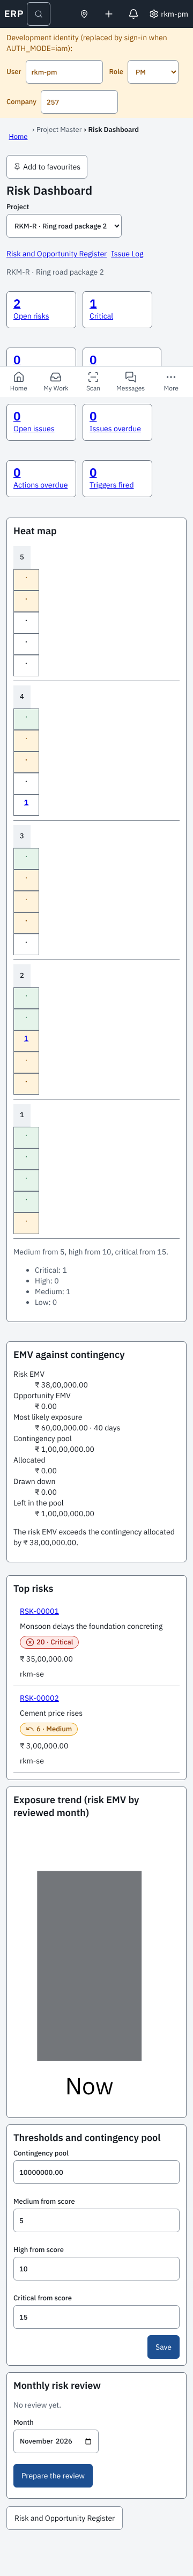 ERP
rkm-pm
Development identity (replaced by sign-in when AUTH_MODE=iam):
User
rkm-pm
Role
PM
Company
257
Home › Project Master › Risk Dashboard
Add to favourites
Risk Dashboard
Project
RKM-R · Ring road package 2
Risk and Opportunity Register Issue Log
RKM-R · Ring road package 2
2
Open risks
1
Critical
0
0
Home
My Work
Scan
Messages
More
0
Open issues
0
Issues overdue
0
Actions overdue
0
Triggers fired
Heat map
5
·
·
·
·
·
4
·
·
·
·
1
3
·
·
·
·
·
2
·
·
1
·
·
1
·
·
·
·
·
Medium from 5, high from 10, critical from 15.
• Critical: 1
• High: 0
• Medium: 1
• Low: 0
EMV against contingency
Risk EMV
₹ 38,00,000.00
Opportunity EMV
₹ 0.00
Most likely exposure
₹ 60,00,000.00 · 40 days
Contingency pool
₹ 1,00,00,000.00
Allocated
₹ 0.00
Drawn down
₹ 0.00
Left in the pool
₹ 1,00,00,000.00
The risk EMV exceeds the contingency allocated by ₹ 38,00,000.00.
Top risks
RSK-00001
Monsoon delays the foundation concreting
20 · Critical
₹ 35,00,000.00
rkm-se
RSK-00002
Cement price rises
6 · Medium
₹ 3,00,000.00
rkm-se
Exposure trend (risk EMV by reviewed month)
Now
Thresholds and contingency pool
Contingency pool
10000000.00
Medium from score
5
High from score
10
Critical from score
15
Save
Monthly risk review
No review yet.
Month
November 2026
Prepare the review
Risk and Opportunity Register